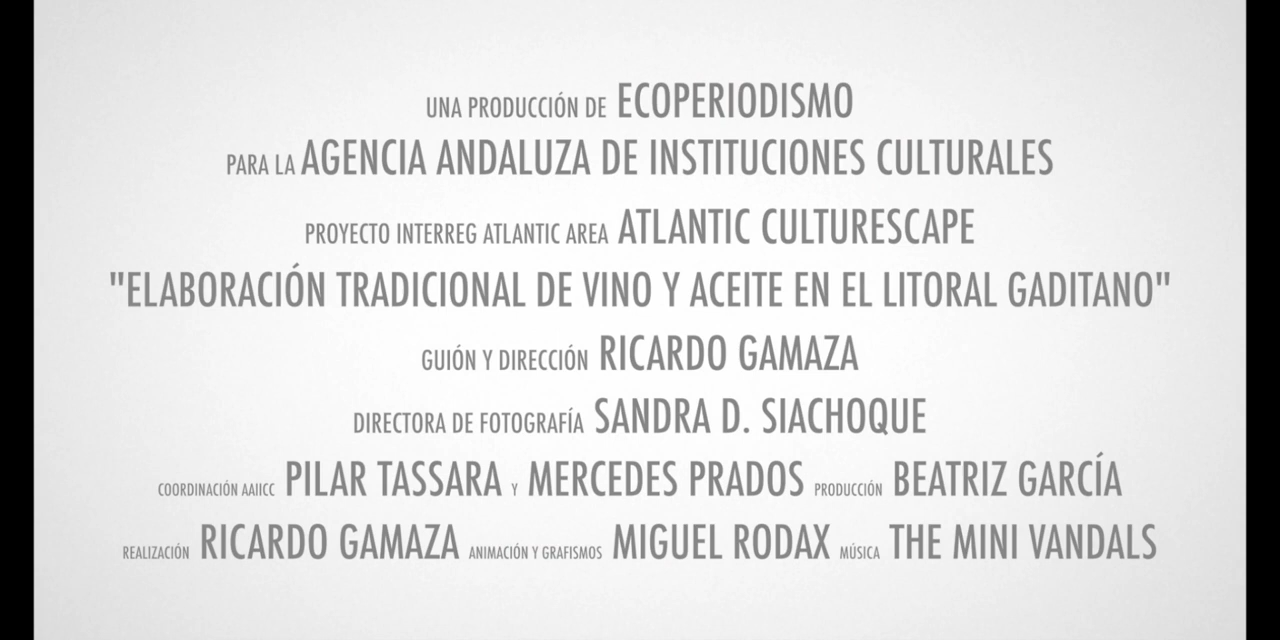 UNA PRODUCCIÓN DE ECOPERIODISMO
PARA LA AGENCIA ANDALUZA DE INSTITUCIONES CULTURALES
PROYECTO INTERREG ATLANTIC AREA ATLANTIC CULTURESCAPE
"ELABORACIÓN TRADICIONAL DE VINO Y ACEITE EN EL LITORAL GADITANO"
GUIÓN Y DIRECCIÓN RICARDO GAMAZA
DIRECTORA DE FOTOGRAFÍA SANDRA D. SIACHOQUE
COORDINACIÓN AAIICC PILAR TASSARA Y MERCEDES PRADOS PRODUCCIÓN BEATRIZ GARCÍA
REALIZACIÓN RICARDO GAMAZA ANIMACIÓN Y GRAFISMOS MIGUEL RODAX MÚSICA THE MINI VANDALS